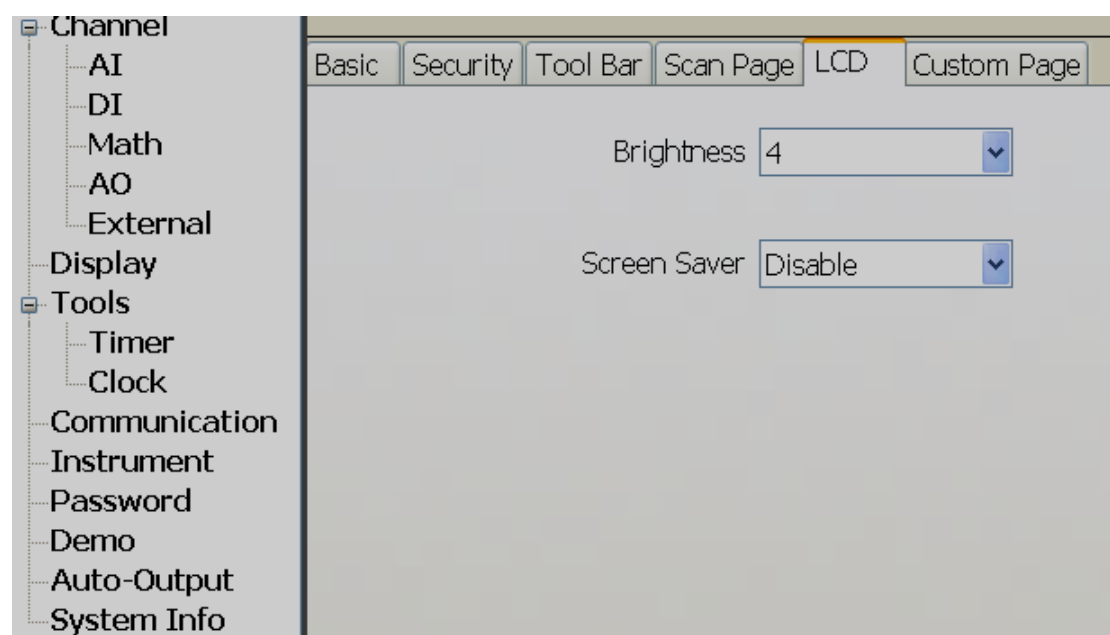 Channel
AI
DI
Math
AO
External
Display
Tools
Timer
Clock
Communication
Instrument
Password
Demo
Auto-Output
System Info
Basic Security Tool Bar Scan Page LCD Custom Page
Brightness 4
Screen Saver Disable